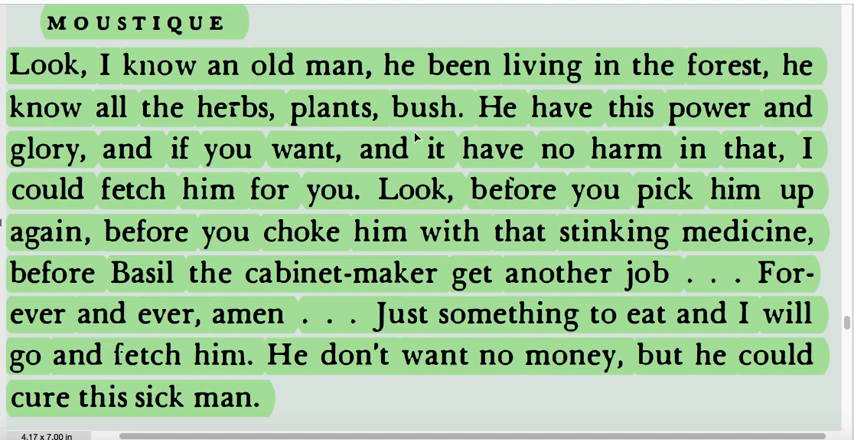 MOUSTIQUE
Look, I know an old man, he been living in the forest, he
know all the herbs, plants, bush. He have this power and
glory, and if you want, and it have no harm in that, I
could fetch him for you. Look, before you pick him up
again, before you choke him with that stinking medicine,
before Basil the cabinet-maker get another job . . . For-
ever and ever, amen . . . Just something to eat and I will
go and fetch him. He don't want no money, but he could
cure this sick man.
4.17 x 7.00 in